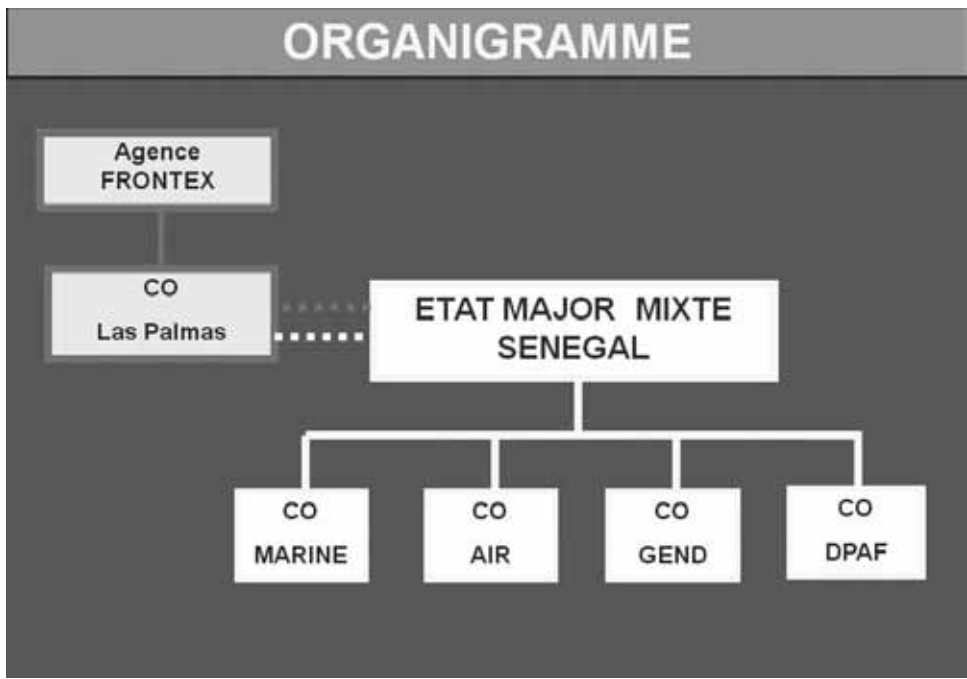 ORGANIGRAMME
Agence
FRONTEX
CO
Las Palmas
ETAT MAJOR MIXTE
SENEGAL
CO
MARINE
CO
AIR
CO
GEND
CO
DPAF